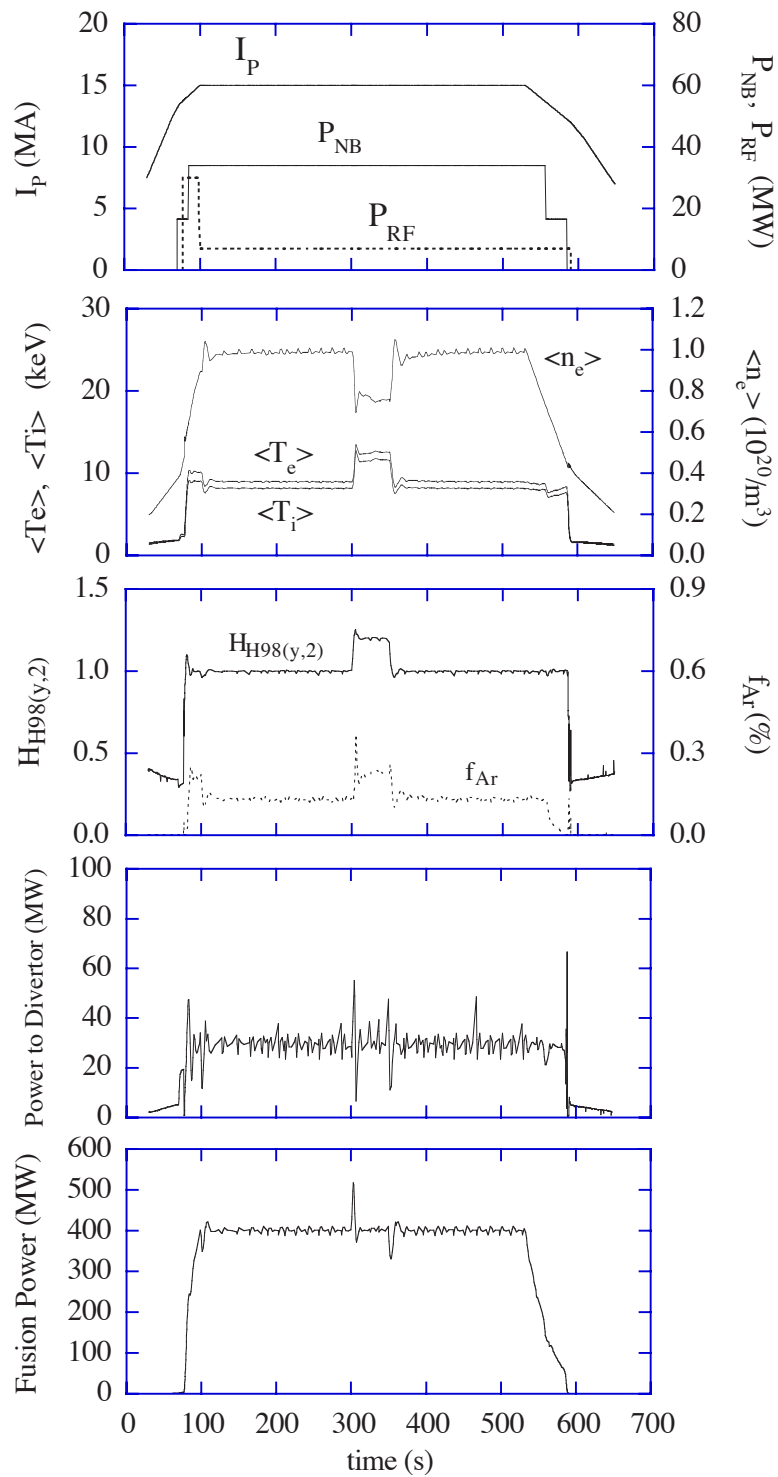 20
15
10
5
0
I_P (MA)
I_P
P_NB
P_RF
80
60
40
20
0
P_NB, P_RF (MW)
30
20
10
0
<Te>, <Ti> (keV)
<n_e>
<T_e>
<T_i>
1.2
1.0
0.8
0.6
0.4
0.2
0.0
<n_e> (10^20/m^3)
1.5
1.0
0.5
0.0
H_H98(y,2)
H_H98(y,2)
f_Ar
0.9
0.6
0.3
0.0
f_Ar(%)
100
80
60
40
20
0
Power to Divertor (MW)
600
500
400
300
200
100
0
Fusion Power (MW)
0 100 200 300 400 500 600 700
time (s)